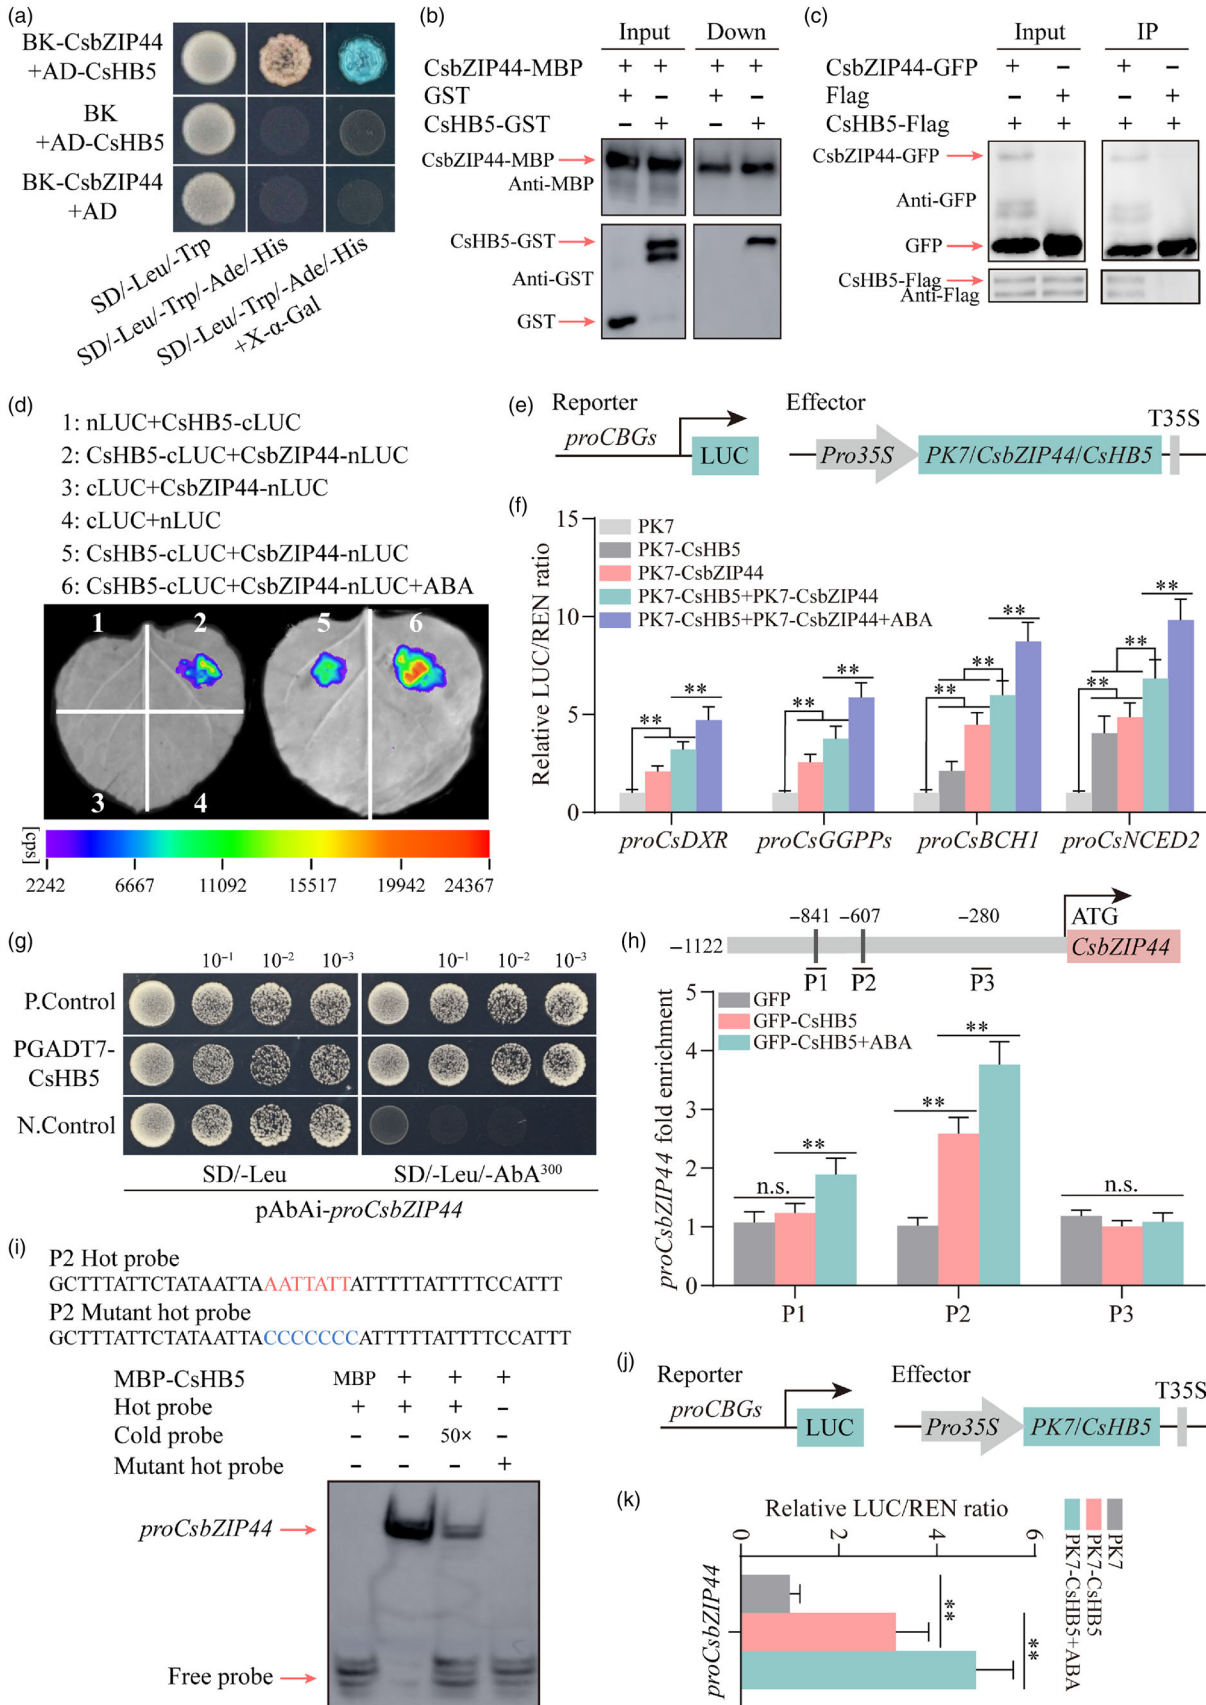 (a)
BK-CsbZIP44
+AD-CsHB5
BK
+AD-CsHB5
BK-CsbZIP44
+AD
SD/-Leu/-Trp
SD/-Leu/-Trp/-Ade/-His
SD/-Leu/-Trp/-Ade/-His
+X-α-Gal
(b)
Input Down
CsbZIP44-MBP + + + +
GST + − + −
CsHB5-GST − + − +
CsbZIP44-MBP
Anti-MBP
CsHB5-GST
Anti-GST
GST
(c)
Input IP
CsbZIP44-GFP + − + −
Flag − + − +
CsHB5-Flag + + + +
CsbZIP44-GFP
Anti-GFP
GFP
CsHB5-Flag
Anti-Flag
(d)
1: nLUC+CsHB5-cLUC
2: CsHB5-cLUC+CsbZIP44-nLUC
3: cLUC+CsbZIP44-nLUC
4: cLUC+nLUC
5: CsHB5-cLUC+CsbZIP44-nLUC
6: CsHB5-cLUC+CsbZIP44-nLUC+ABA
1 2 5 6
3 4
[cps]
2242 6667 11092 15517 19942 24367
(e)
Reporter Effector
T35S
proCBGs
LUC
Pro35S PK7/CsbZIP44/CsHB5
(f)
Relative LUC/REN ratio
15
10
5
0
PK7
PK7-CsHB5
PK7-CsbZIP44
PK7-CsHB5+PK7-CsbZIP44
PK7-CsHB5+PK7-CsbZIP44+ABA
** ** ** ** ** ** ** ** ** **
proCsDXR proCsGGPPs proCsBCH1 proCsNCED2
(g)
10⁻¹ 10⁻² 10⁻³ 10⁻¹ 10⁻² 10⁻³
P.Control
PGADT7-
CsHB5
N.Control
SD/-Leu SD/-Leu/-AbA³⁰⁰
pAbAi-proCsbZIP44
(h)
−841 −607 −280 ATG
−1122 CsbZIP44
P1 P2 P3
proCsbZIP44 fold enrichment
5
4
3
2
1
0
GFP
GFP-CsHB5
GFP-CsHB5+ABA
n.s. ** ** ** n.s.
P1 P2 P3
(i)
P2 Hot probe
GCTTTATTCTATAATTAAATTATTATTTTTATTTTCCATTT
P2 Mutant hot probe
GCTTTATTCTATAATTACCCCCCCATTTTTATTTTCCATTT
MBP-CsHB5 MBP + + +
Hot probe + + + −
Cold probe − − 50× −
Mutant hot probe − − − +
proCsbZIP44
Free probe
(j)
Reporter Effector
T35S
proCBGs
LUC
Pro35S PK7/CsHB5
(k)
Relative LUC/REN ratio
0 2 4 6
proCsbZIP44
** **
PK7
PK7-CsHB5
PK7-CsHB5+ABA